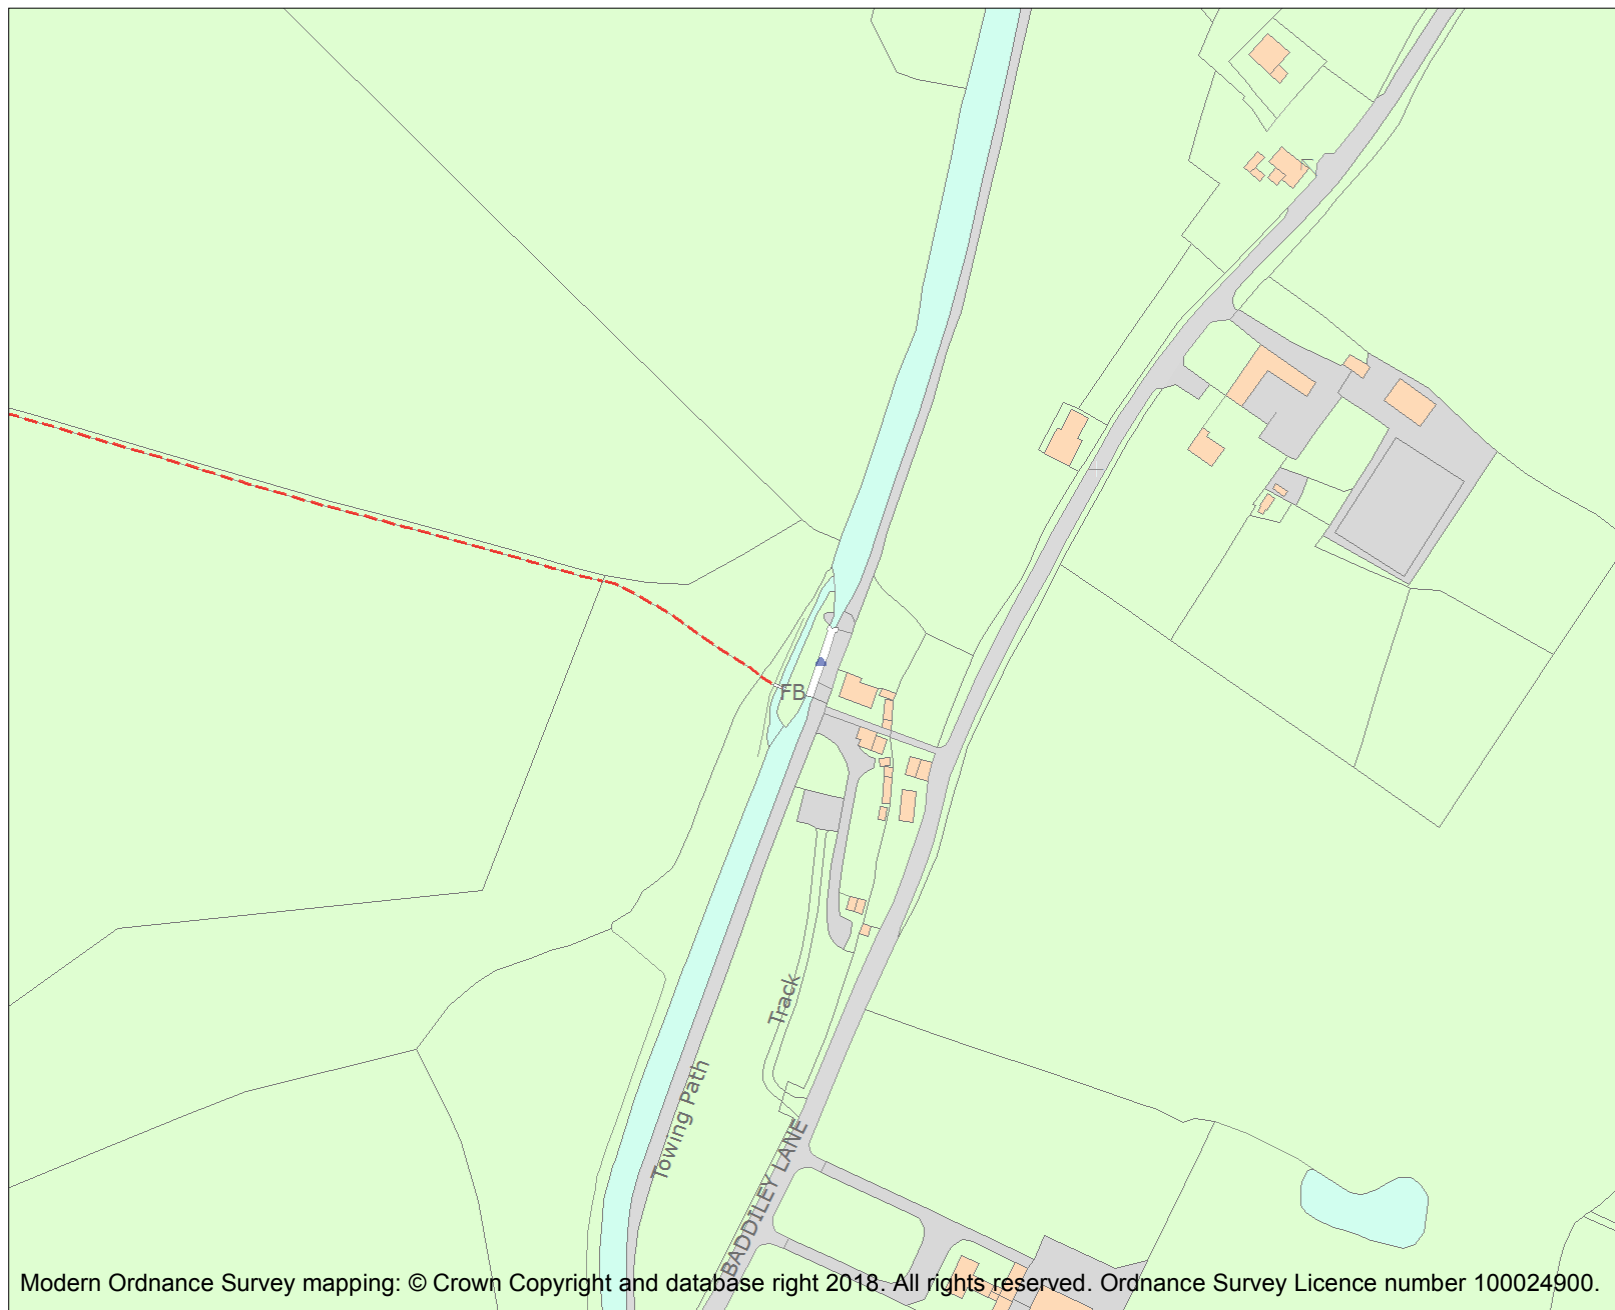 FB
Track
Towing Path
BADDILEY LANE
Modern Ordnance Survey mapping: © Crown Copyright and database right 2018. All rights reserved. Ordnance Survey Licence number 100024900.